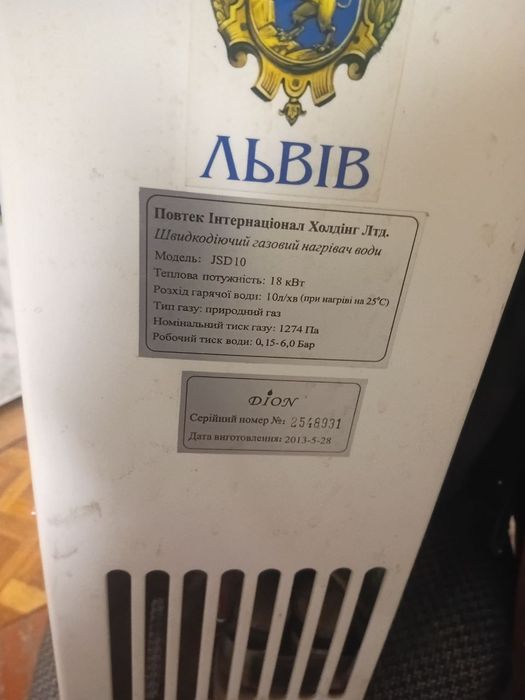 ЛЬВІВ
Повтек Інтернаціонал Холдінг Лтд.
Швидкодіючий газовий нагрівач води
Модель: JSD10
Теплова потужність: 18 кВт
Розхід гарячої води: 10л/хв (при нагріві на 25°C)
Тип газу: природний газ
Номінальний тиск газу: 1274 Па
Робочий тиск води: 0,15-6,0 Бар
DION
Серійний номер №: 2548931
Дата виготовлення: 2013-5-28